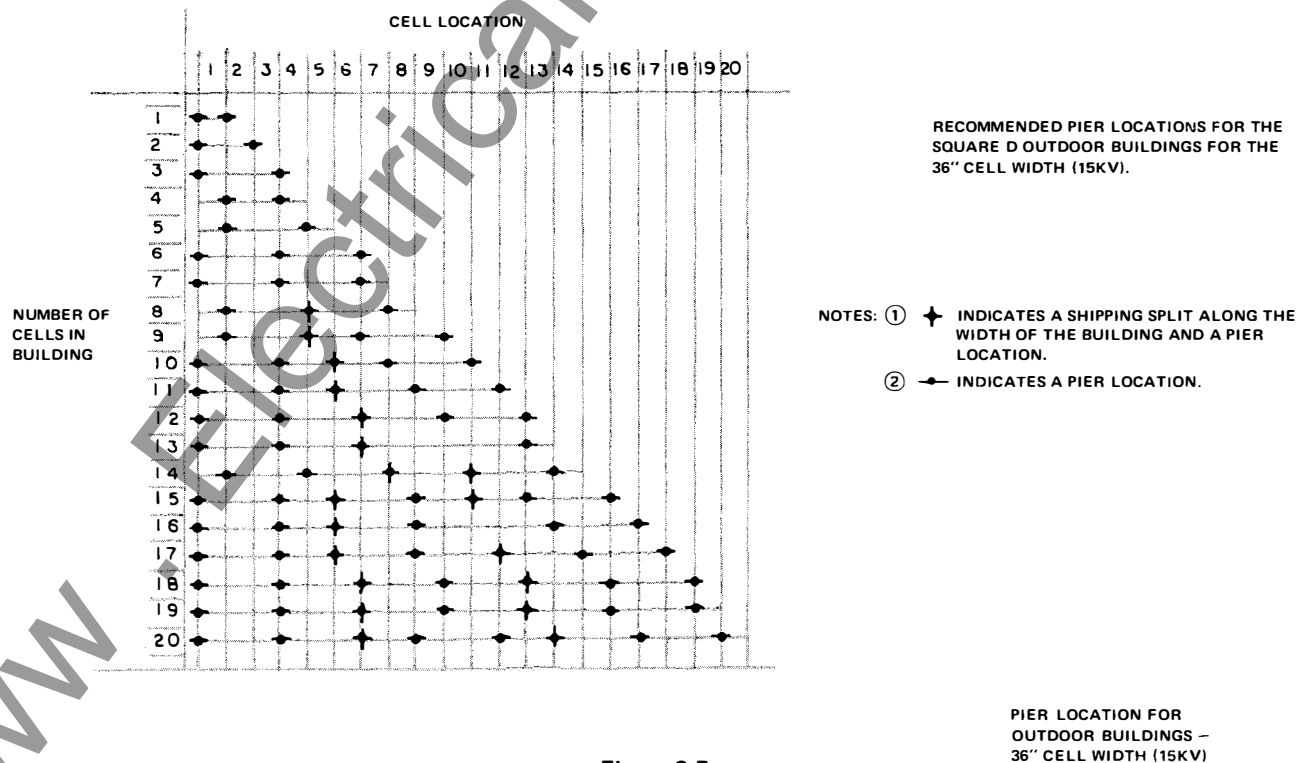 CELL LOCATION
1 2 3 4 5 6 7 8 9 10 11 12 13 14 15 16 17 18 19 20
1
2
3
4
5
6
7
8
9
10
11
12
13
14
15
16
17
18
19
20
NUMBER OF
CELLS IN
BUILDING
RECOMMENDED PIER LOCATIONS FOR THE
SQUARE D OUTDOOR BUILDINGS FOR THE
36" CELL WIDTH (15KV).
NOTES: ① INDICATES A SHIPPING SPLIT ALONG THE
WIDTH OF THE BUILDING AND A PIER
LOCATION.
② INDICATES A PIER LOCATION.
PIER LOCATION FOR
OUTDOOR BUILDINGS –
36" CELL WIDTH (15KV)
www . Electrical